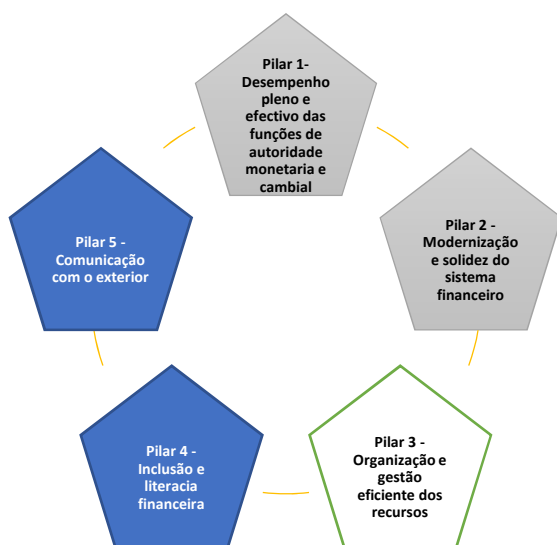 Pilar 1-
Desempenho
pleno e
efectivo das
funções de
autoridade
monetaria e
cambial
Pilar 2 -
Modernização
e solidez do
sistema
financeiro
Pilar 3 -
Organização e
gestão
eficiente dos
recursos
Pilar 4 -
Inclusão e
literacia
financeira
Pilar 5 -
Comunicação
com o exterior